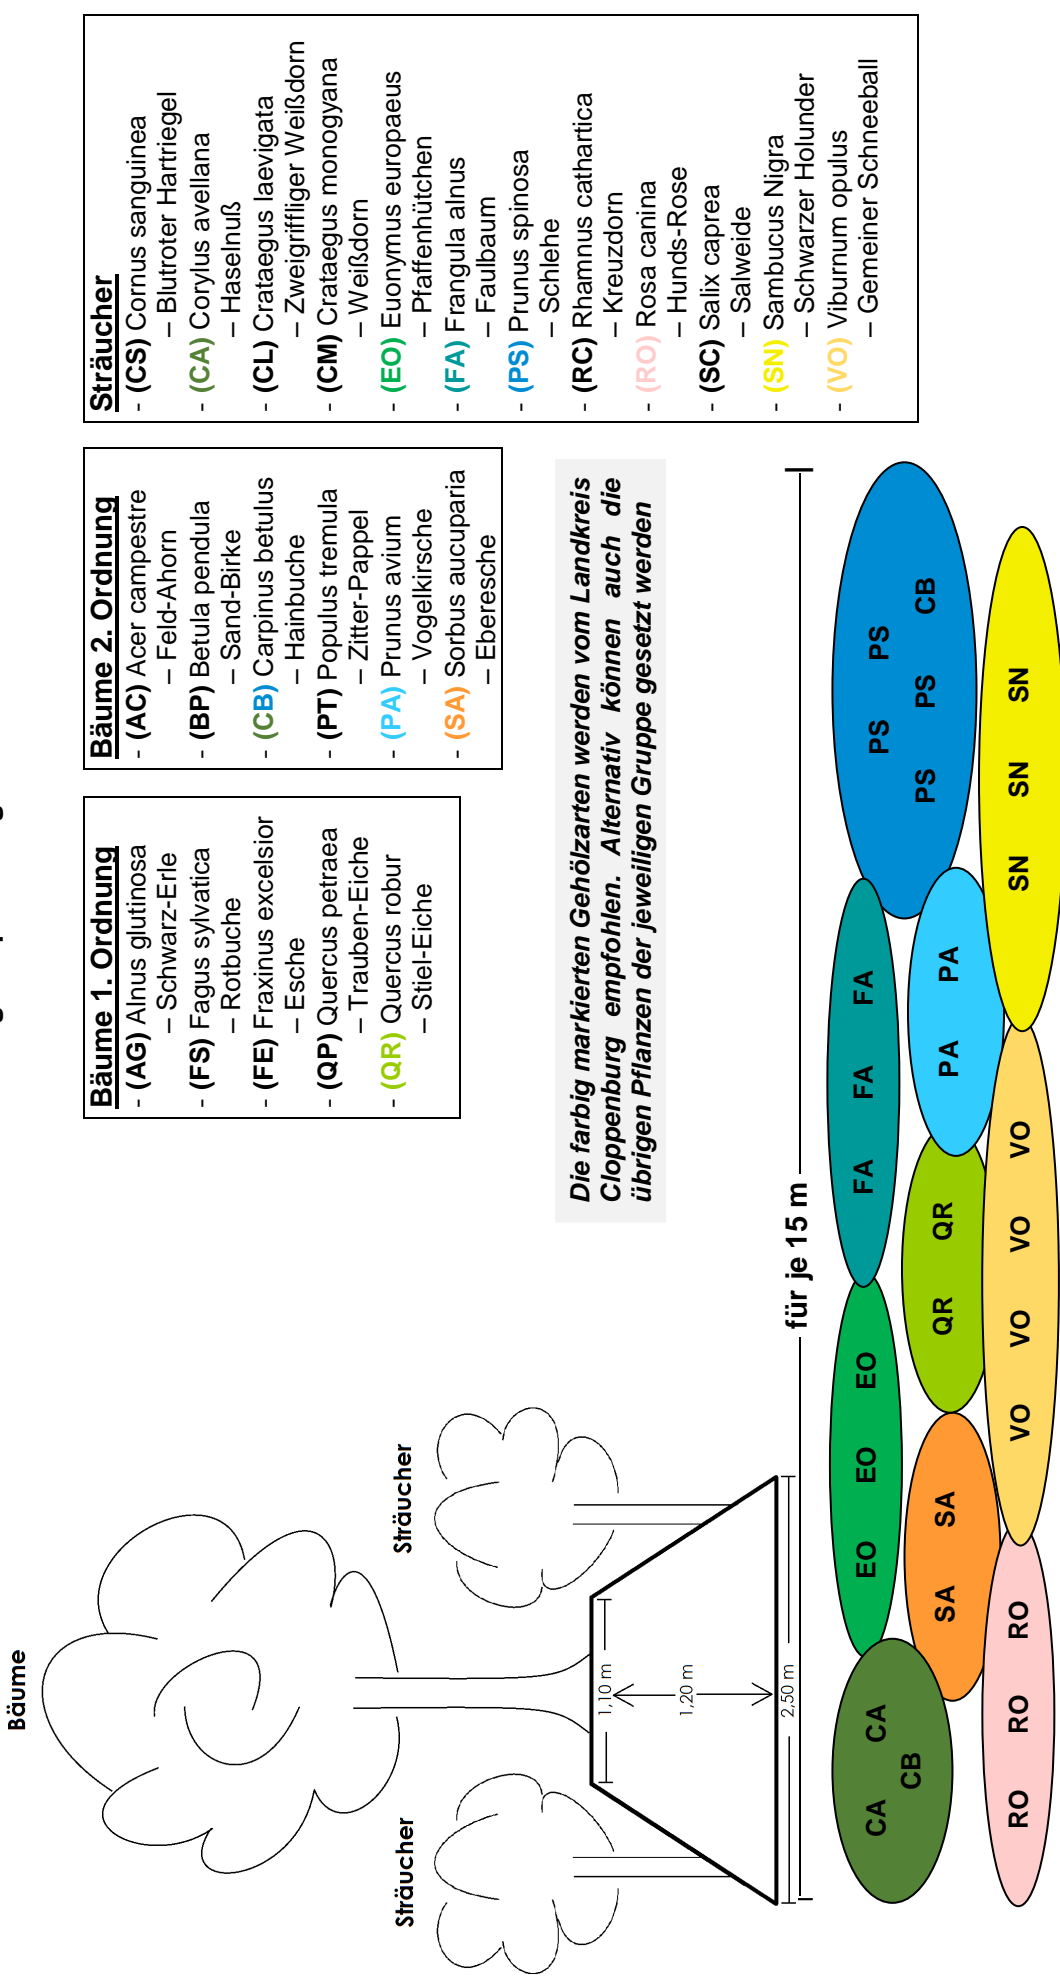 Bäume
Sträucher
Sträucher
1,10 m
1,20 m
2,50 m
Bäume 1. Ordnung
- (AG) Alnus glutinosa
– Schwarz-Erle
- (FS) Fagus sylvatica
– Rotbuche
- (FE) Fraxinus excelsior
– Esche
- (QP) Quercus petraea
– Trauben-Eiche
- (QR) Quercus robur
– Stiel-Eiche
Bäume 2. Ordnung
- (AC) Acer campestre
– Feld-Ahorn
- (BP) Betula pendula
– Sand-Birke
- (CB) Carpinus betulus
– Hainbuche
- (PT) Populus tremula
– Zitter-Pappel
- (PA) Prunus avium
– Vogelkirsche
- (SA) Sorbus aucuparia
– Eberesche
Sträucher
- (CS) Cornus sanguinea
– Blutroter Hartriegel
- (CA) Corylus avellana
– Haselnuß
- (CL) Crataegus laevigata
– Zweigriffliger Weißdorn
- (CM) Crataegus monogyana
– Weißdorn
- (EO) Euonymus europaeus
– Pfaffenhütchen
- (FA) Frangula alnus
– Faulbaum
- (PS) Prunus spinosa
– Schlehe
- (RC) Rhamnus cathartica
– Kreuzdorn
- (RO) Rosa canina
– Hunds-Rose
- (SC) Salix caprea
– Salweide
- (SN) Sambucus Nigra
– Schwarzer Holunder
- (VO) Viburnum opulus
– Gemeiner Schneeball
Die farbig markierten Gehölzarten werden vom Landkreis
Cloppenburg empfohlen. Alternativ können auch die
übrigen Pflanzen der jeweiligen Gruppe gesetzt werden
für je 15 m
CA CA EO EO EO FA FA FA PS PS
CB PS PS CB
SA SA QR QR PA PA
RO RO RO VO VO VO VO SN SN SN